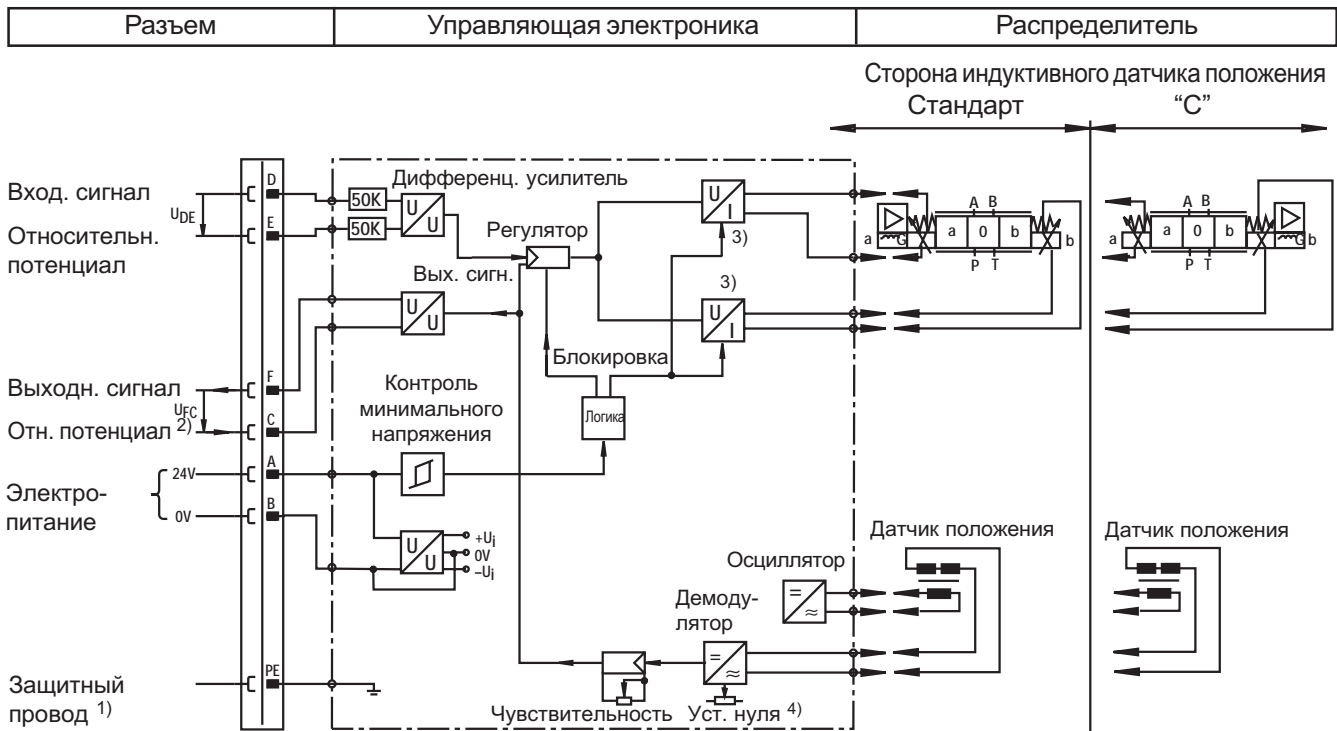 Разъем
Управляющая электроника
Распределитель
Сторона индуктивного датчика положения
Стандарт
“C”
Вход. сигнал
UDE
Относительн.
потенциал
D
E
50K
50K
Дифференц. усилитель
U
U
Регулятор
Вых. сигн.
U
U
U
I
3)
3)
U
I
A B
a
G
a
0
b
b
P T
A B
a
a
0
b
G
b
P T
Блокировка
Выходн. сигнал
UFC
Отн. потенциал 2)
F
C
Контроль
минимального
напряжения
Логика
Электро-
питание
24V
0V
A
B
U
U
+Ui
0V
–Ui
Осциллятор
=
≈
Датчик положения
Датчик положения
Демоду-
лятор
=
≈
Защитный
провод 1)
PE
Чувствительность
Уст. нуля 4)